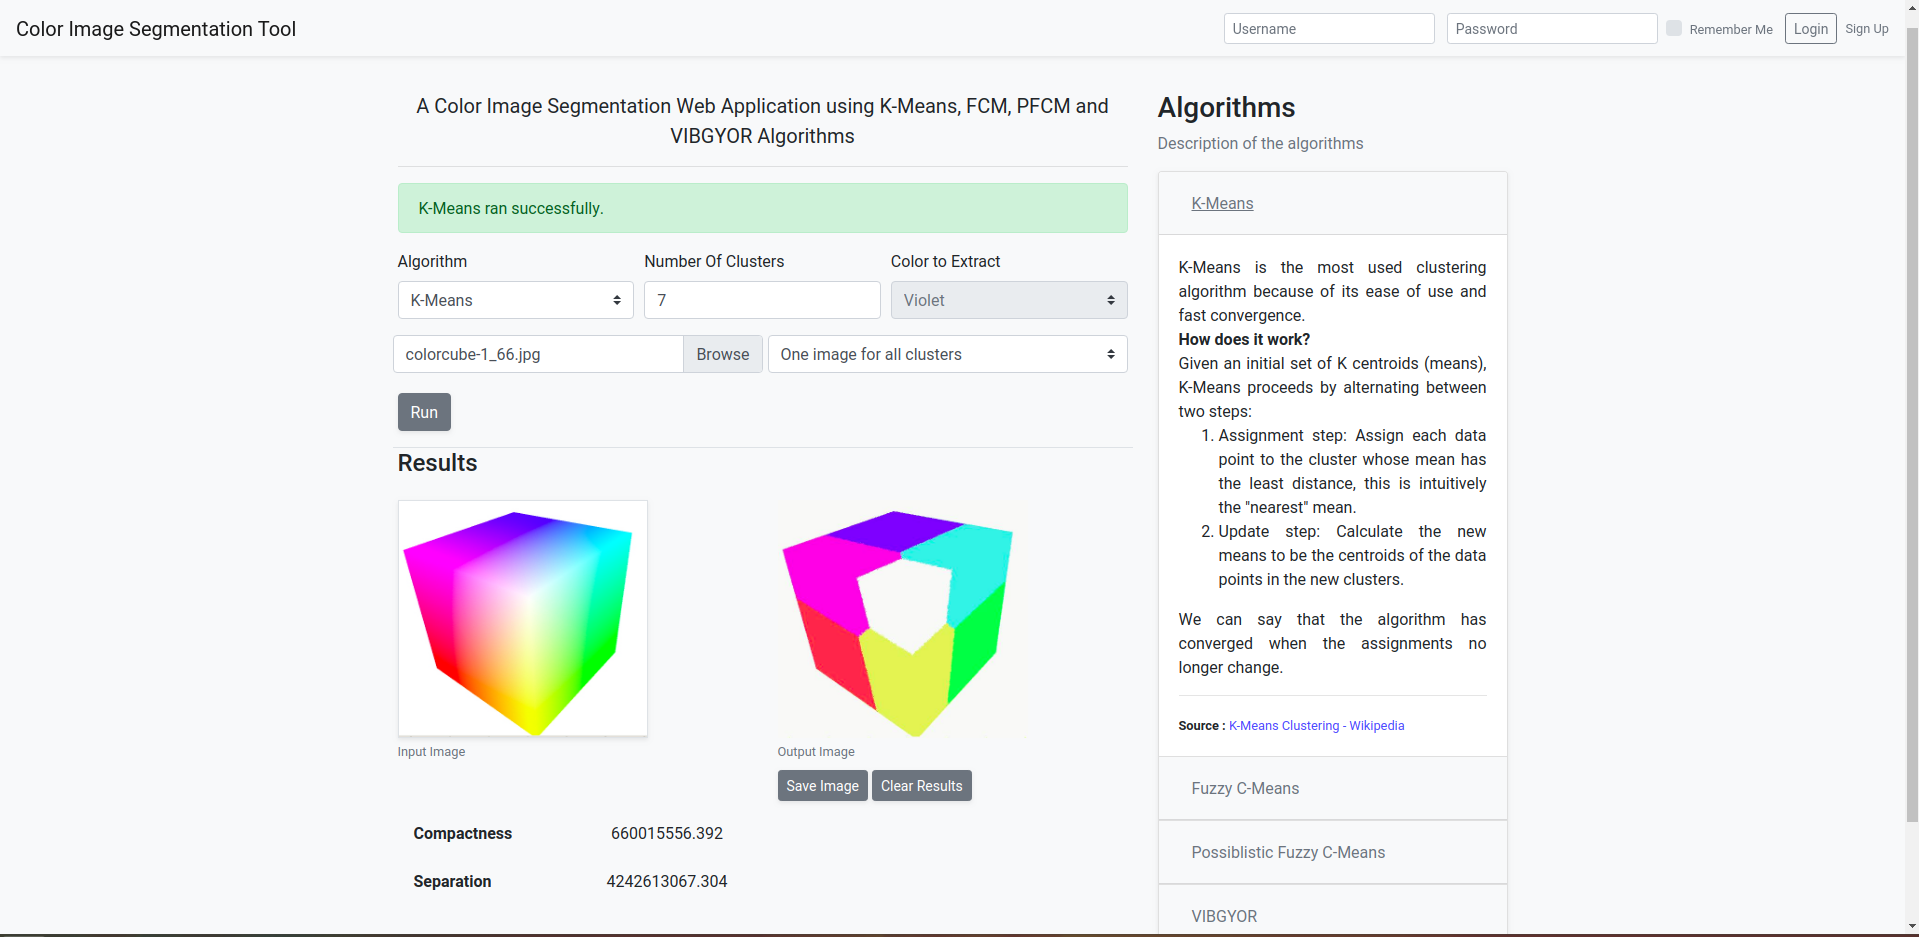 Color Image Segmentation Tool
Username
Password
Remember Me
Login
Sign Up
A Color Image Segmentation Web Application using K-Means, FCM, PFCM and
VIBGYOR Algorithms
K-Means ran successfully.
Algorithm
Number Of Clusters
Color to Extract
K-Means
7
Violet
colorcube-1_66.jpg
Browse
One image for all clusters
Run
Results
Input Image
Output Image
Save Image
Clear Results
Compactness
660015556.392
Separation
4242613067.304
Algorithms
Description of the algorithms
K-Means
K-Means is the most used clustering
algorithm because of its ease of use and
fast convergence.
How does it work?
Given an initial set of K centroids (means),
K-Means proceeds by alternating between
two steps:
1. Assignment step: Assign each data
point to the cluster whose mean has
the least distance, this is intuitively
the "nearest" mean.
2. Update step: Calculate the new
means to be the centroids of the data
points in the new clusters.
We can say that the algorithm has
converged when the assignments no
longer change.
Source : K-Means Clustering - Wikipedia
Fuzzy C-Means
Possiblistic Fuzzy C-Means
VIBGYOR